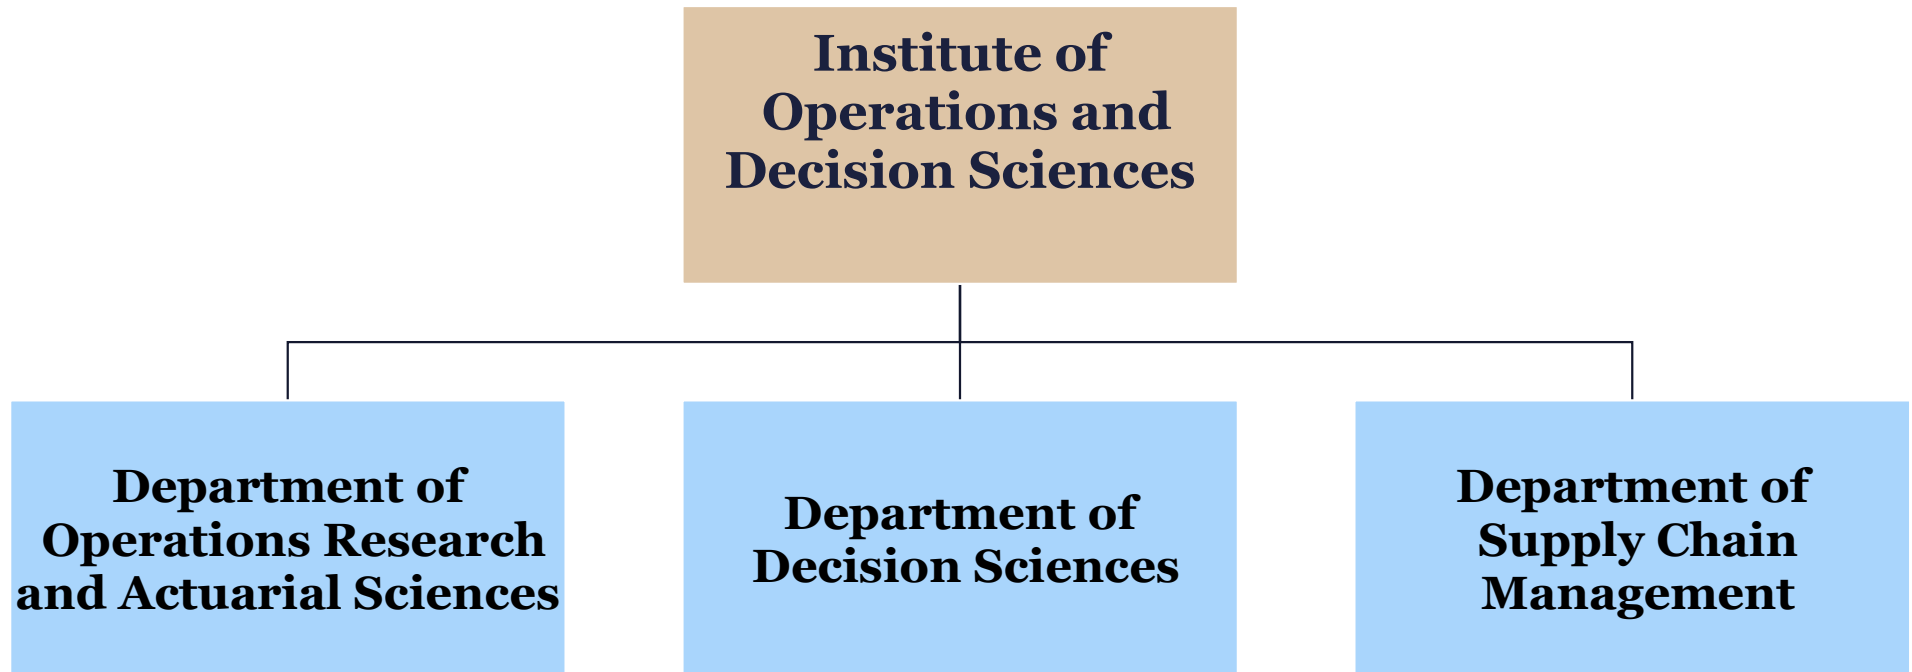 Institute of
Operations and
Decision Sciences
Department of
Operations Research
and Actuarial Sciences
Department of
Decision Sciences
Department of
Supply Chain
Management